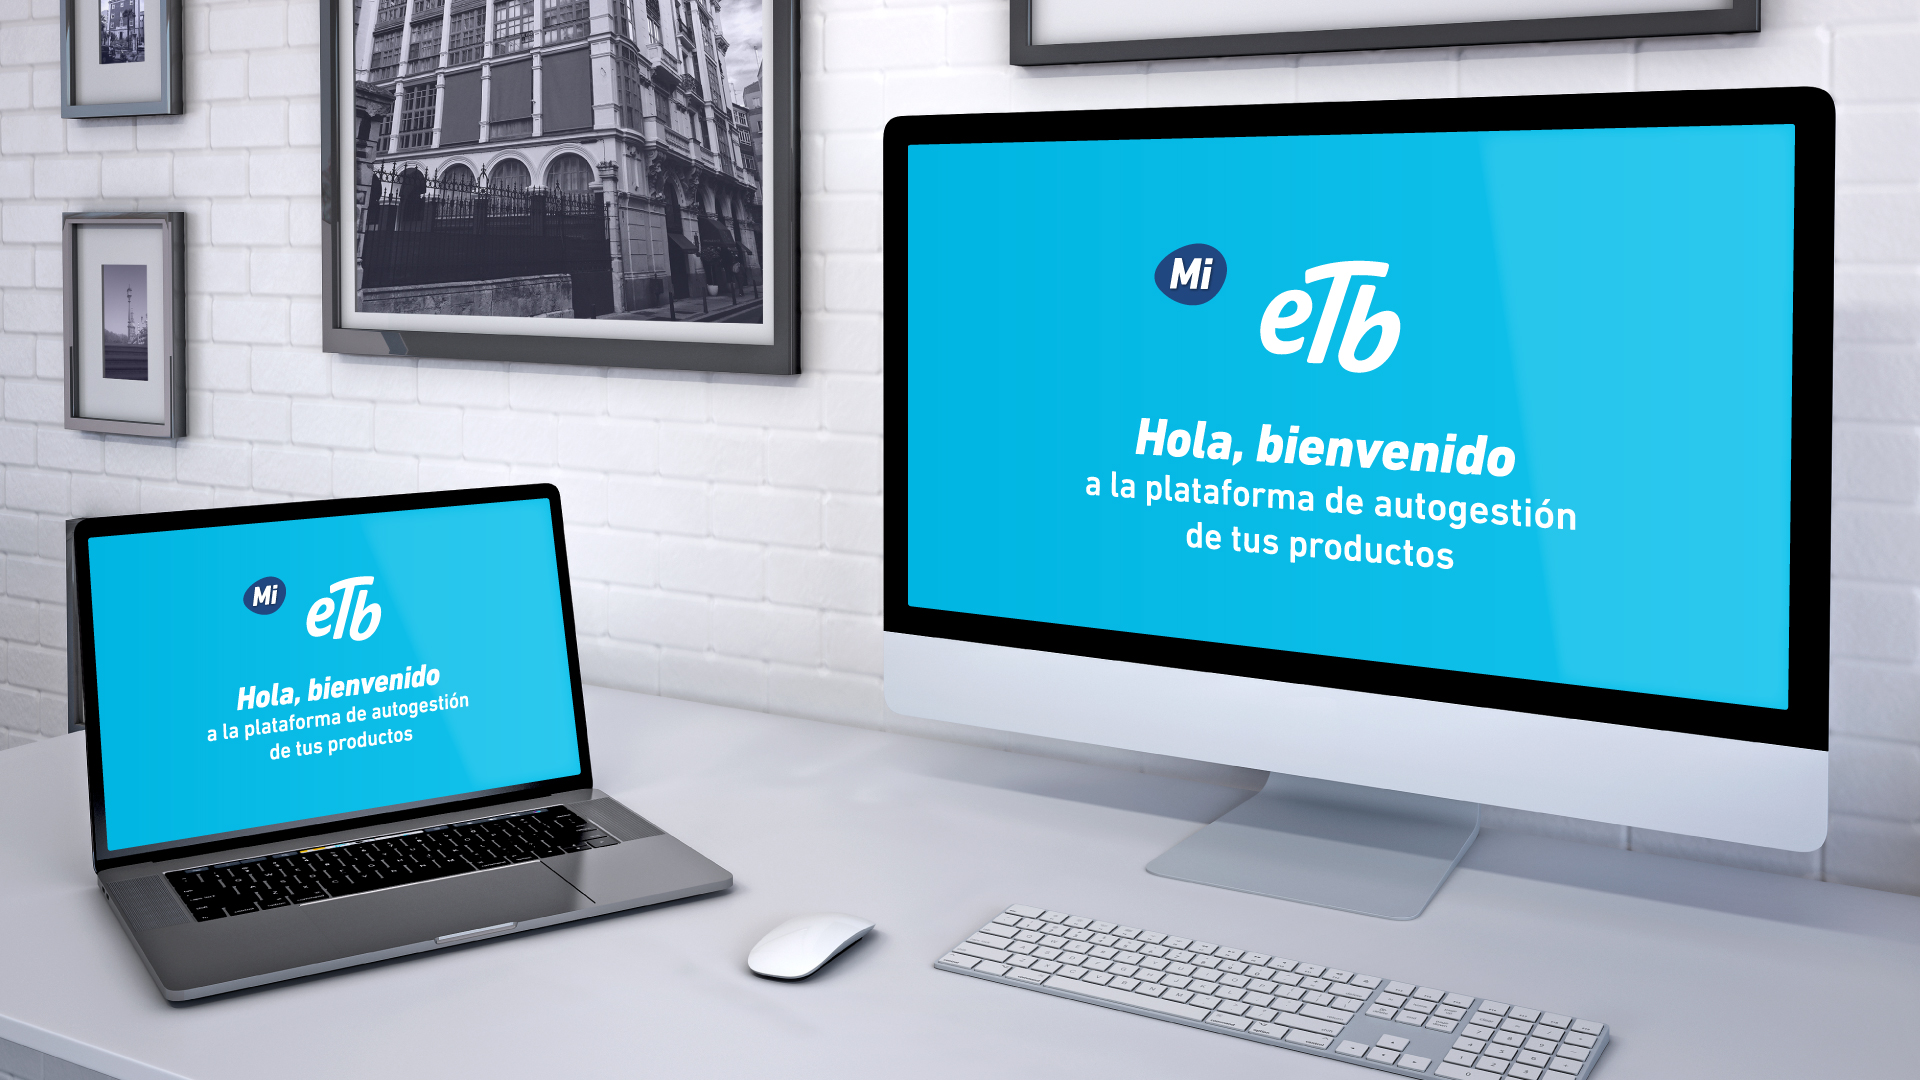 Mi
eTb
Hola, bienvenido
a la plataforma de autogestión
de tus productos
Mi
eTb
Hola, bienvenido
a la plataforma de autogestión
de tus productos